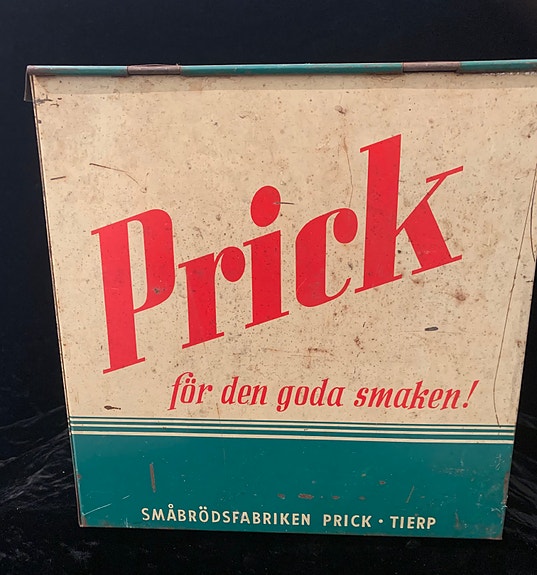 Prick
för den goda smaken!
SMÅBRÖDSFABRIKEN PRICK · TIERP